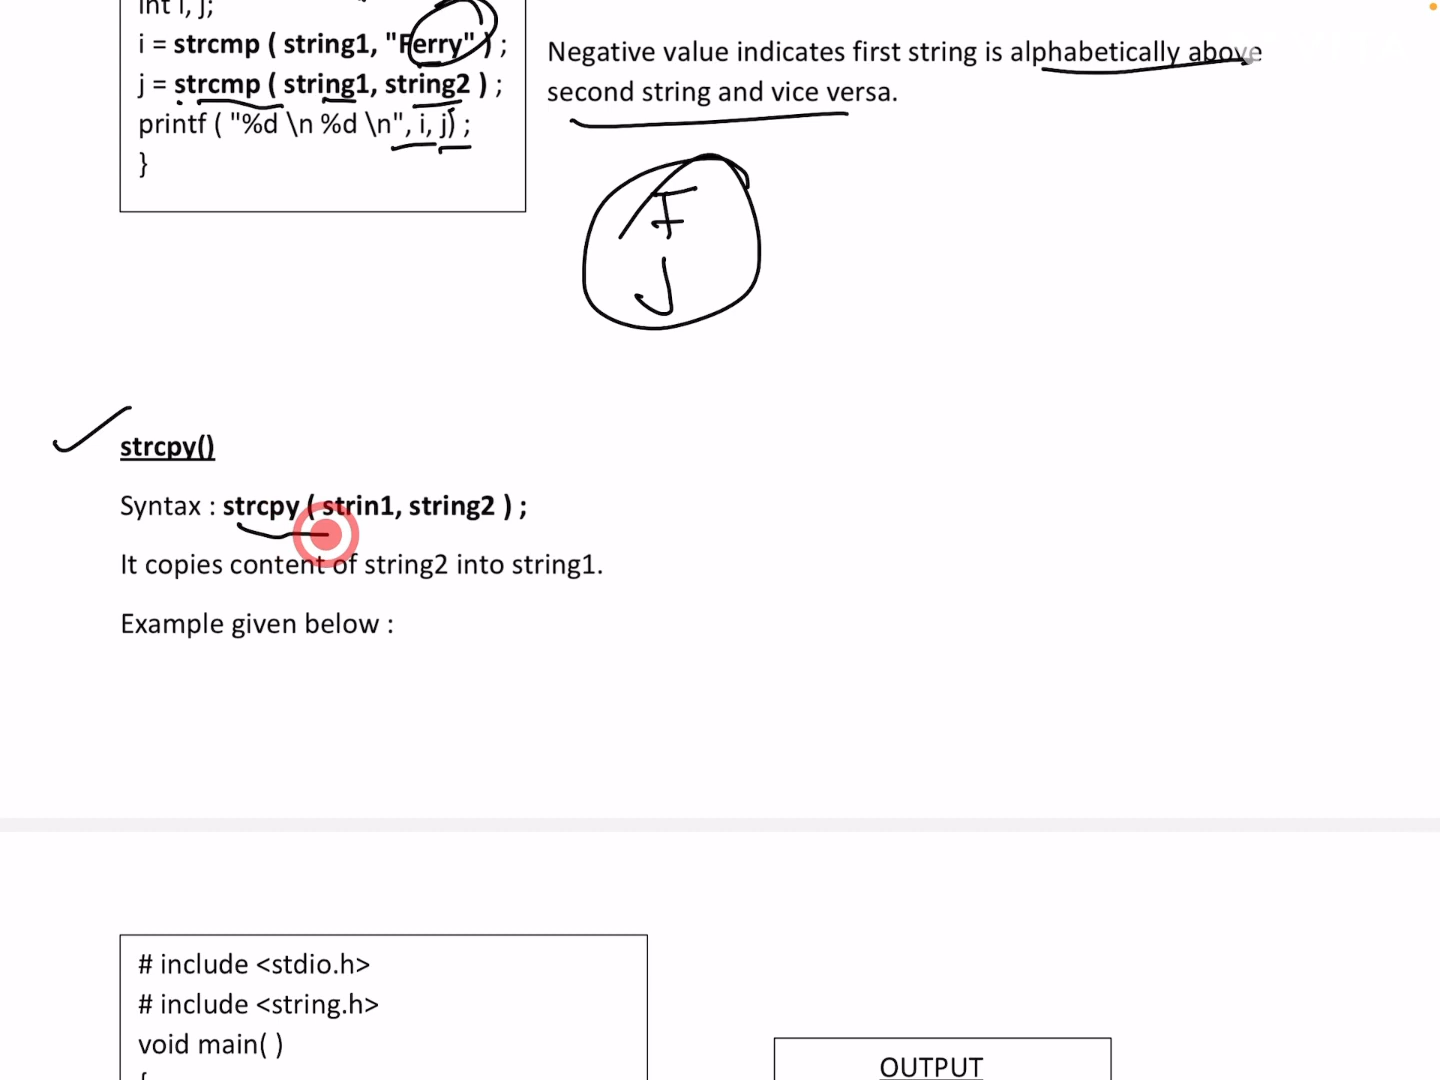 int i, j;
i = strcmp ( string1, "Ferry" ) ;
j = strcmp ( string1, string2 ) ;
printf ( "%d \n %d \n", i, j) ;
}
Negative value indicates first string is alphabetically above
second string and vice versa.
I
J
strcpy()
Syntax : strcpy ( strin1, string2 ) ;
It copies content of string2 into string1.
Example given below :
# include <stdio.h>
# include <string.h>
void main( )
{
OUTPUT